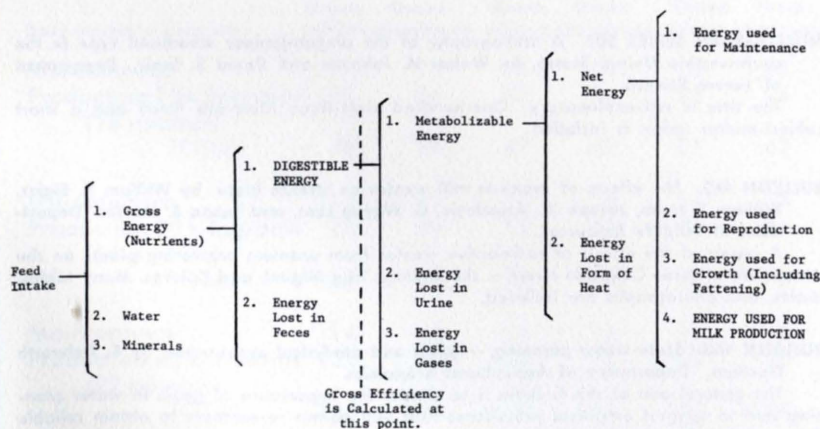 Feed
Intake
1. Gross
Energy
(Nutrients)
2. Water
3. Minerals
1. DIGESTIBLE
ENERGY
2. Energy
Lost in
Feces
1. Metabolizable
Energy
2. Energy
Lost in
Urine
3. Energy
Lost in
Gases
1. Net
Energy
2. Energy
Lost in
Form of
Heat
1. Energy used
for Maintenance
2. Energy used
for Reproduction
3. Energy used for
Growth (Including
Fattening)
4. ENERGY USED FOR
MILK PRODUCTION
Gross Efficiency
is Calculated at
this point.